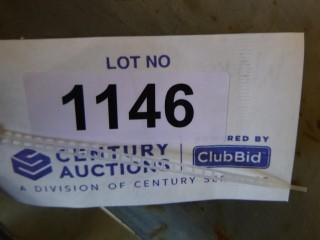 LOT NO
1146
CENTURY AUCTIONS
RED BY
ClubBid
A DIVISION OF CENTURY